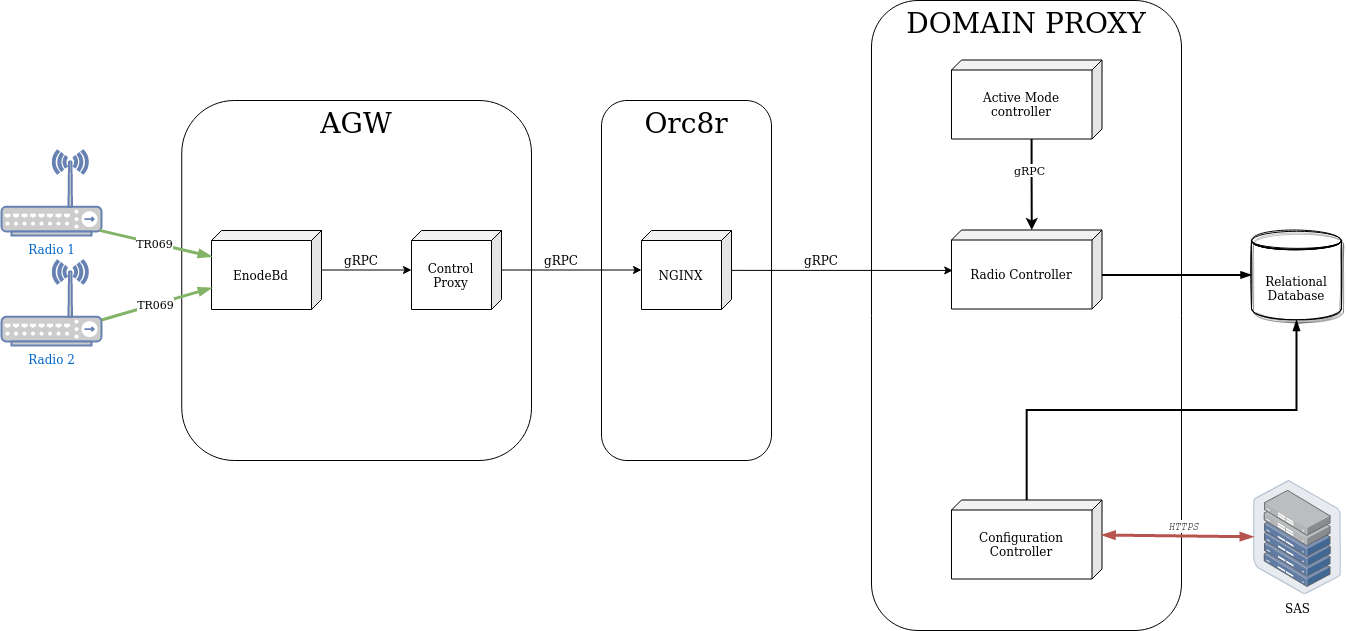 DOMAIN PROXY
Active Mode
controller
gRPC
AGW
Orc8r
Radio 1
TR069
EnodeBd
gRPC
Control
Proxy
gRPC
NGINX
gRPC
Radio Controller
Relational
Database
TR069
Radio 2
Configuration
Controller
HTTPS
SAS